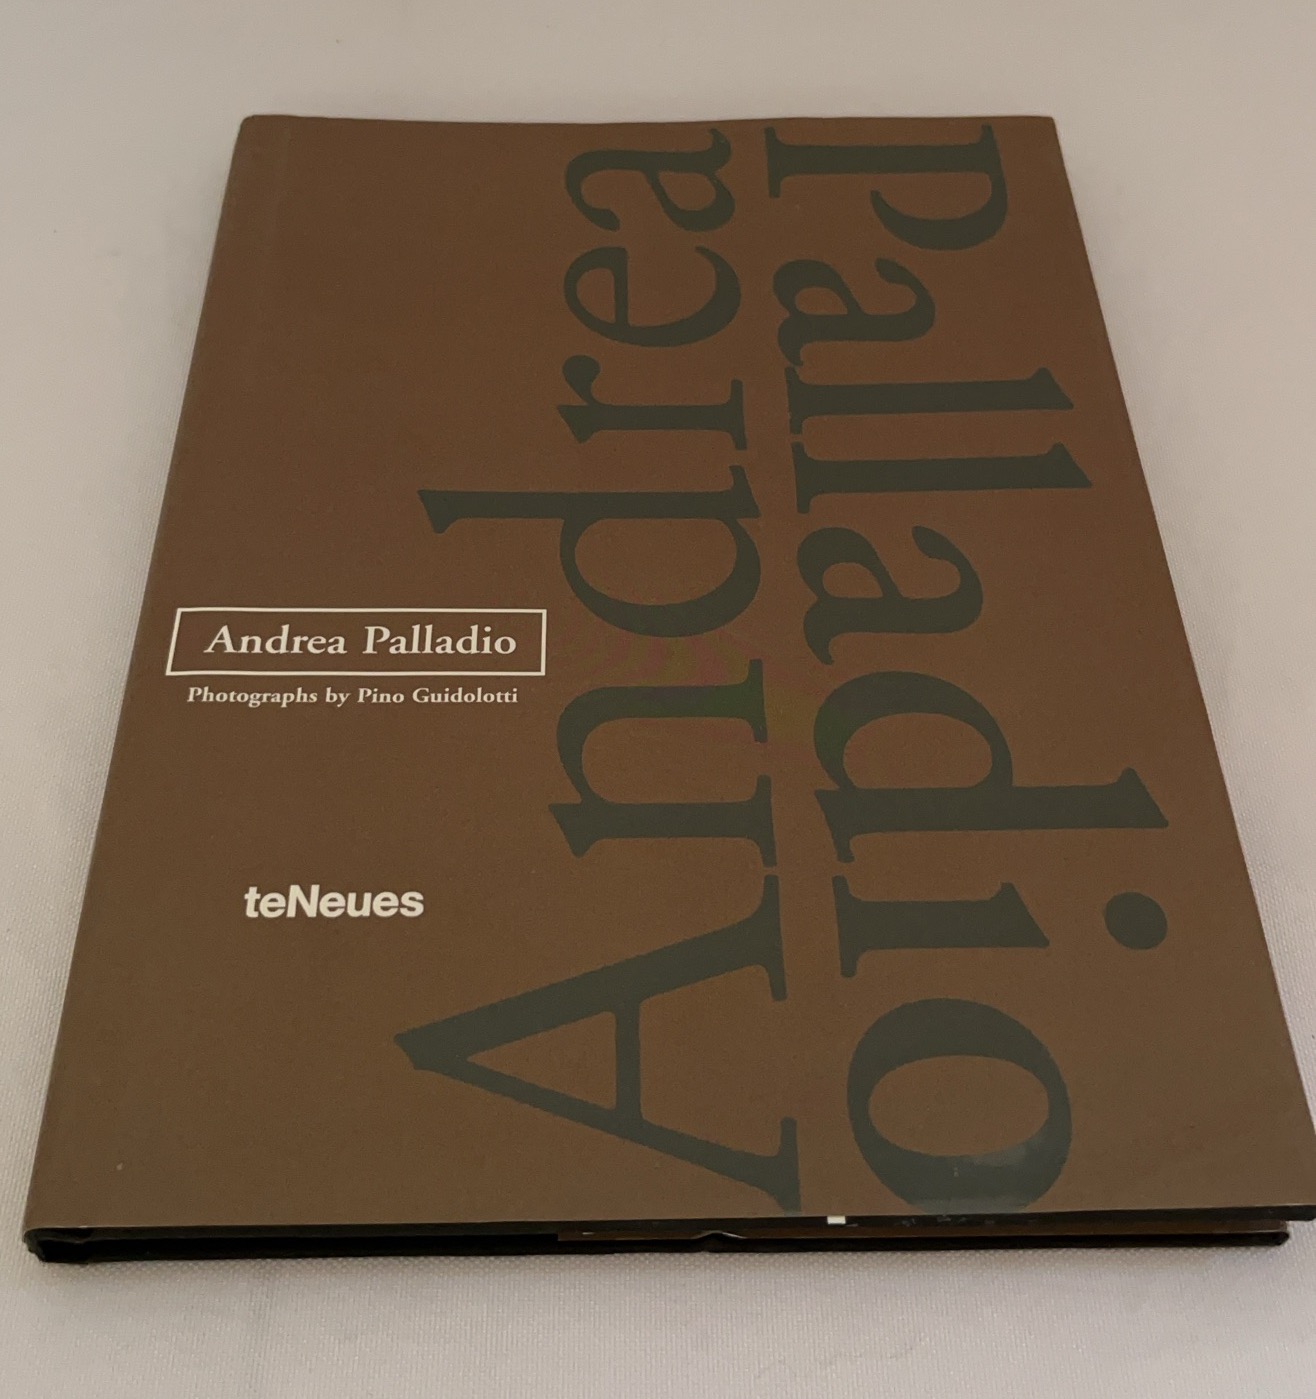 Andrea
Palladio
Andrea Palladio
Photographs by Pino Guidolotti
teNeues